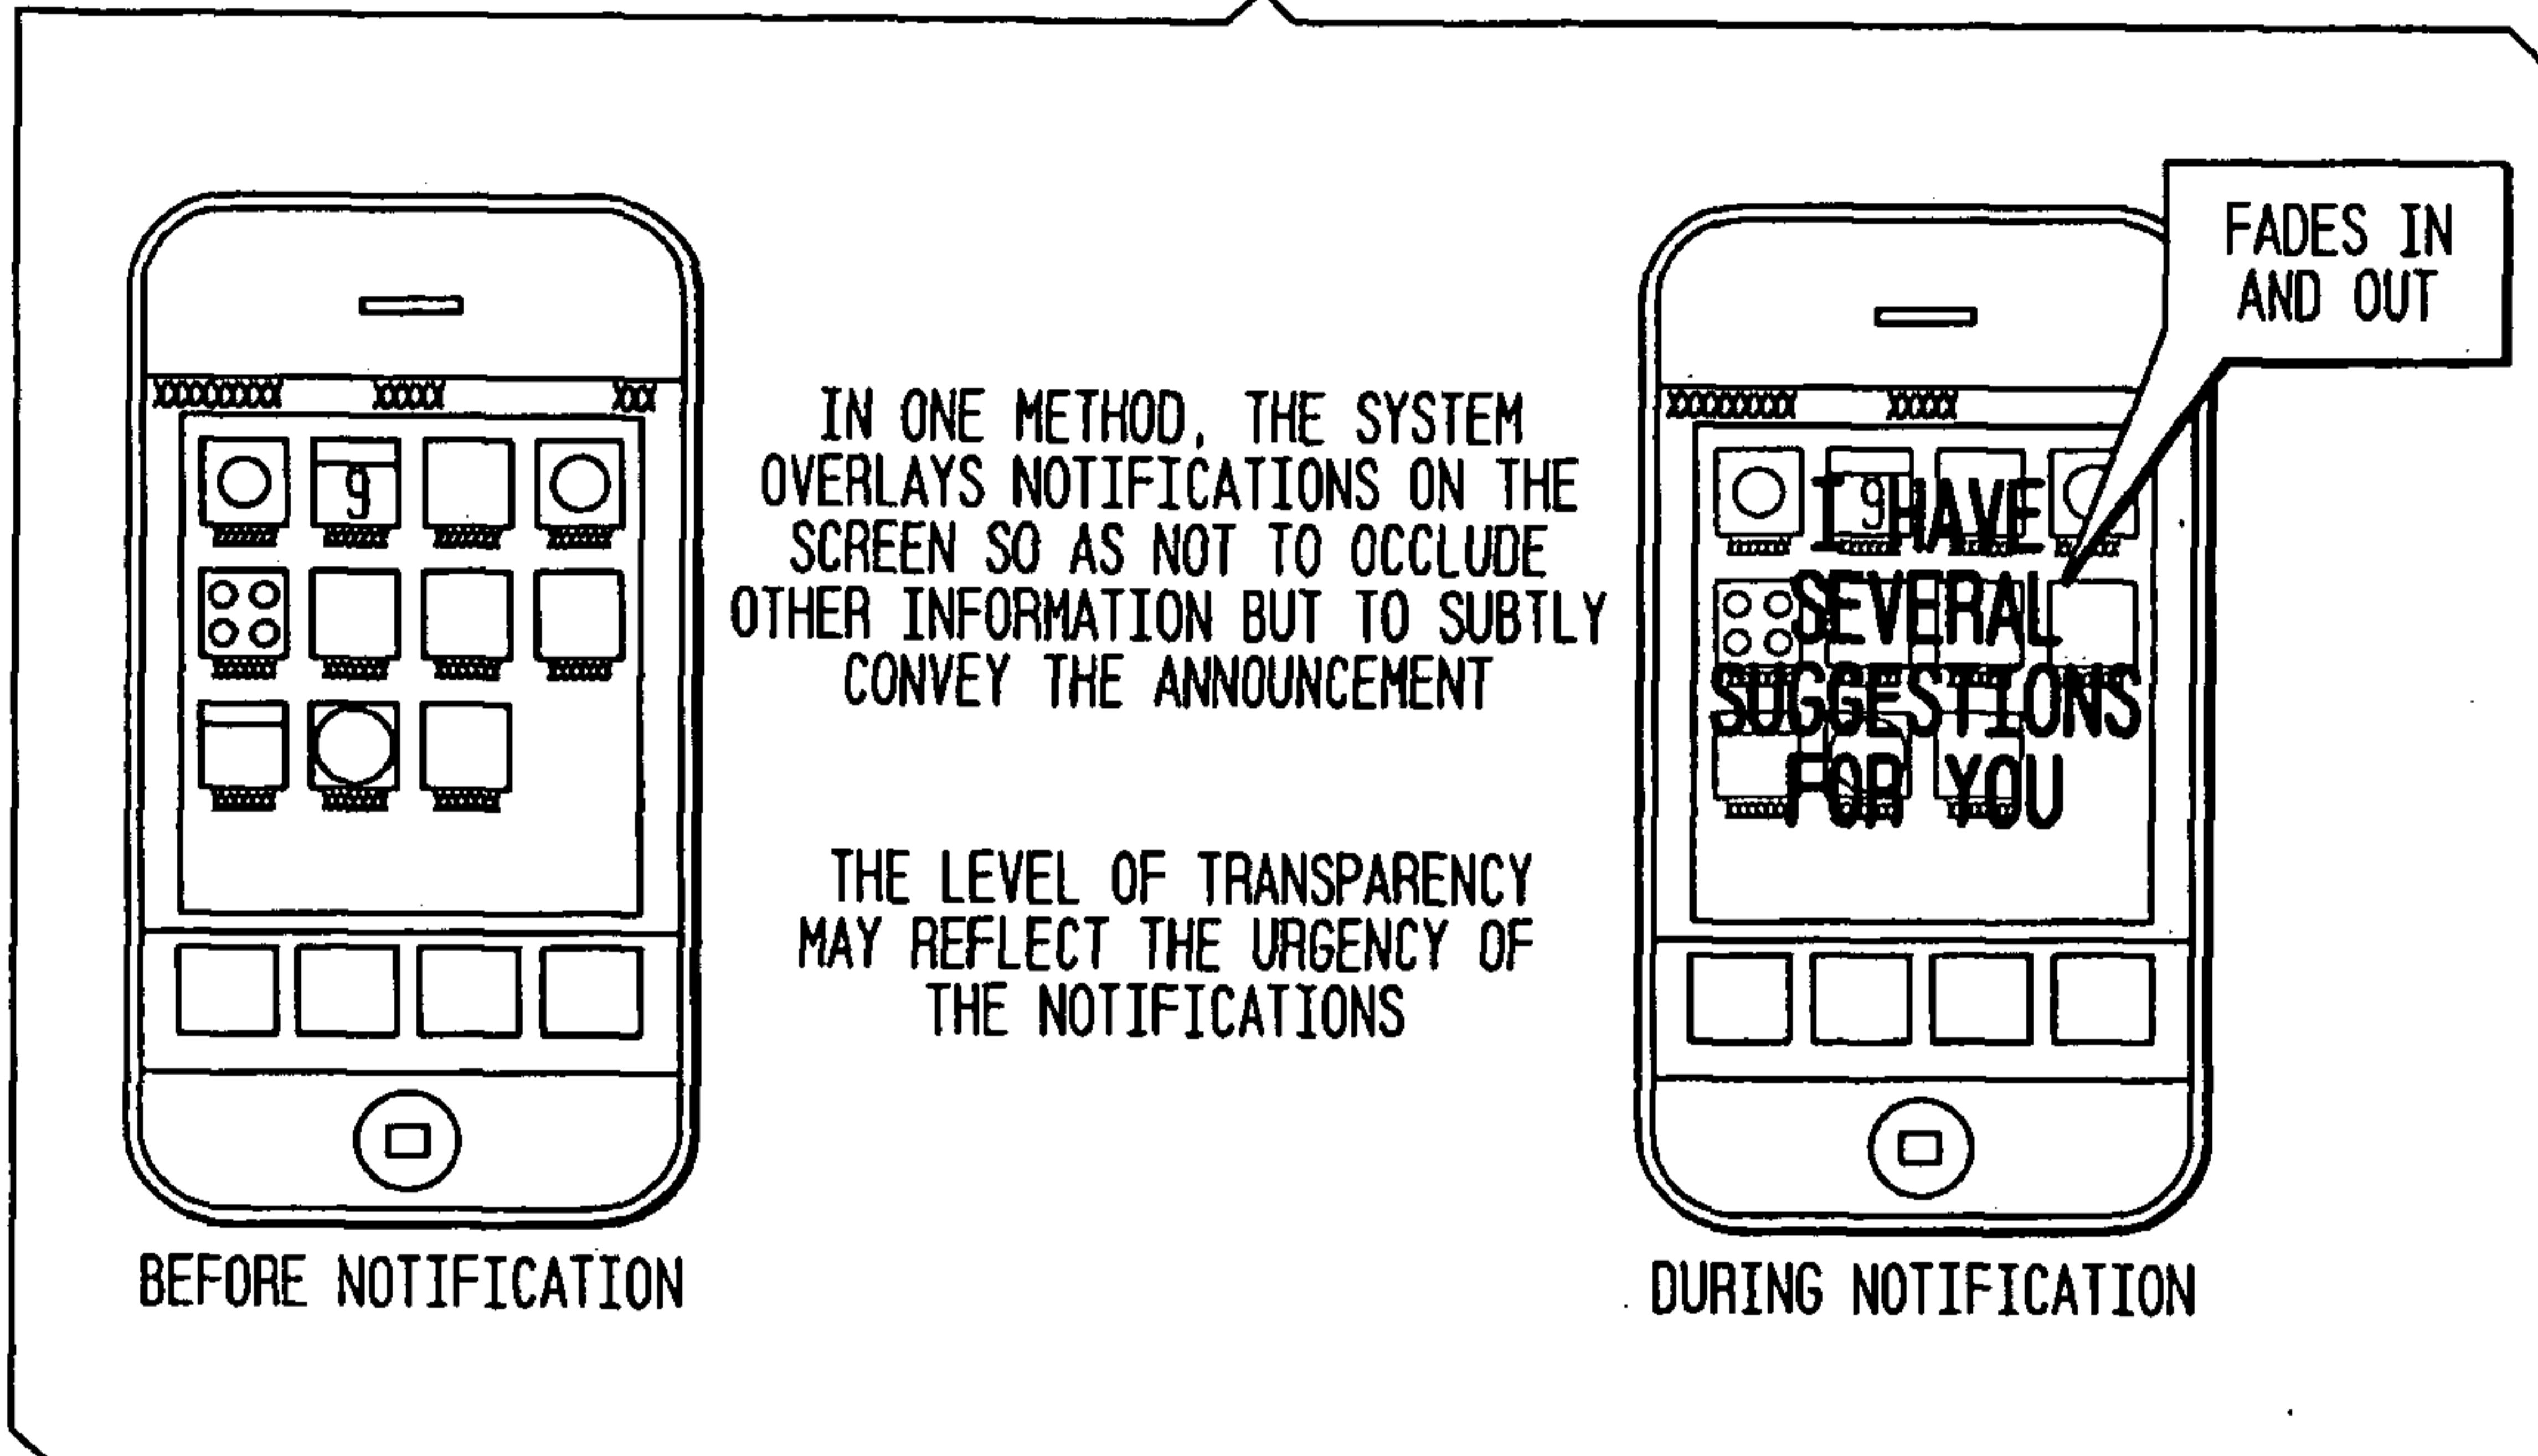 FADES IN
AND OUT
9
IN ONE METHOD, THE SYSTEM
OVERLAYS NOTIFICATIONS ON THE
SCREEN SO AS NOT TO OCCLUDE
OTHER INFORMATION BUT TO SUBTLY
CONVEY THE ANNOUNCEMENT
THE LEVEL OF TRANSPARENCY
MAY REFLECT THE URGENCY OF
THE NOTIFICATIONS
9
I HAVE
SEVERAL
SUGGESTIONS
FOR YOU
BEFORE NOTIFICATION
DURING NOTIFICATION